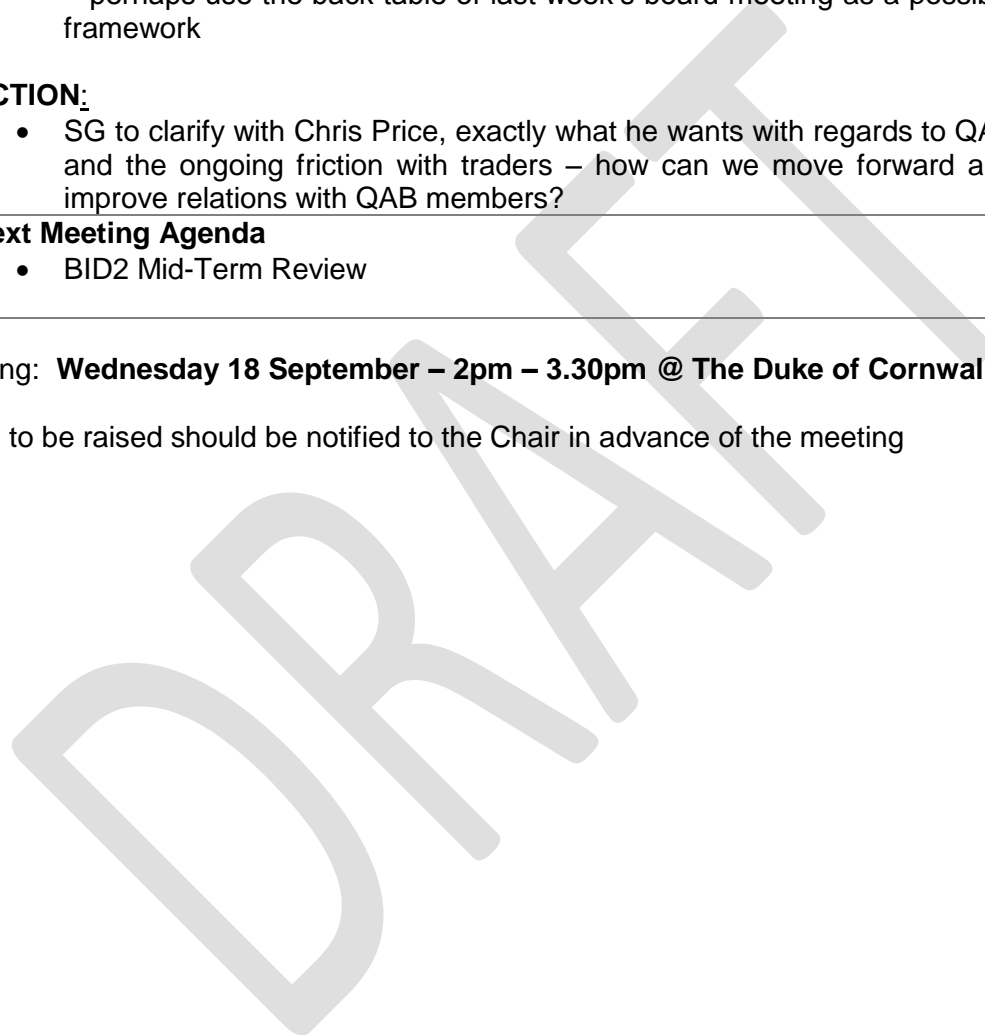 perhaps use the back table of last week's board meeting as a
framework
CTION:
• SG to clarify with Chris Price, exactly what he wants with regards to QA
and the ongoing friction with traders – how can we move forward a
improve relations with QAB members?
ext Meeting Agenda
• BID2 Mid-Term Review
ng: Wednesday 18 September – 2pm – 3.30pm @ The Duke of Cornwal
to be raised should be notified to the Chair in advance of the meeting
DRAFT